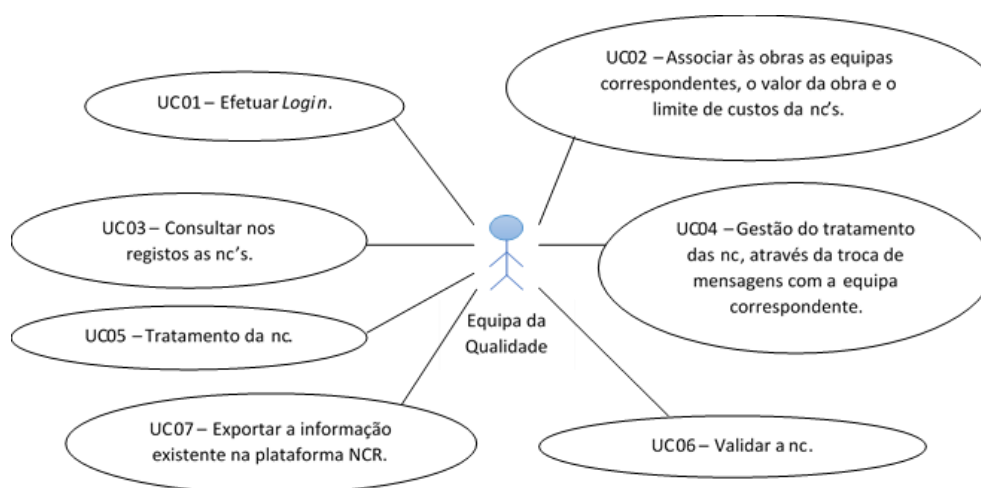 UC01 – Efetuar Login.
UC02 – Associar às obras as equipas
correspondentes, o valor da obra e o
limite de custos da nc's.
UC03 – Consultar nos
registos as nc's.
UC04 – Gestão do tratamento
das nc, através da troca de
mensagens com a equipa
correspondente.
UC05 – Tratamento da nc.
Equipa da
Qualidade
UC07 – Exportar a informação
existente na plataforma NCR.
UC06 – Validar a nc.